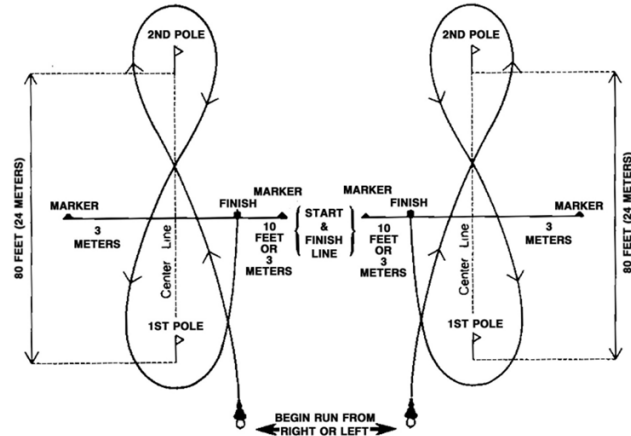 2ND POLE
2ND POLE
80 FEET (24 METERS)
80 FEET (24 METERS)
MARKER
FINISH
MARKER
MARKER
FINISH
MARKER
3
METERS
10
FEET
OR
3
METERS
START
&
FINISH
LINE
10
FEET
OR
3
METERS
3
METERS
Center Line
Center Line
1ST POLE
1ST POLE
BEGIN RUN FROM
RIGHT OR LEFT